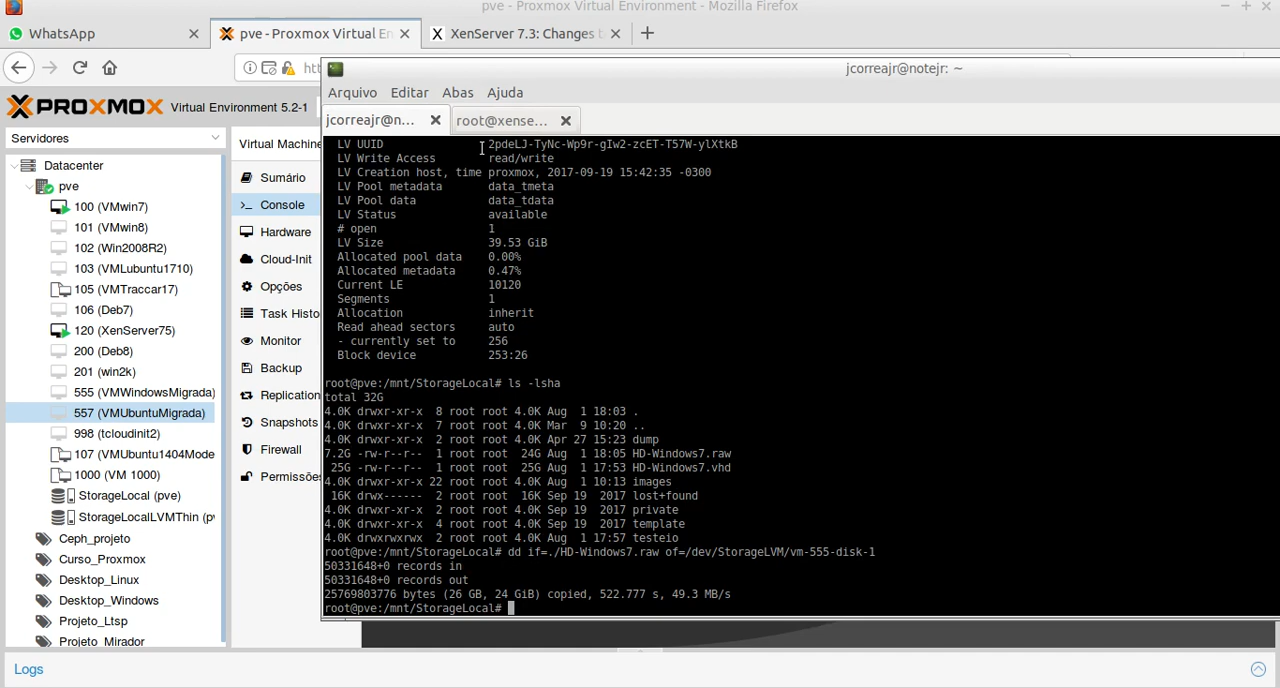 pve - Proxmox Virtual Environment - Mozilla Firefox
WhatsApp
pve - Proxmox Virtual En
XenServer 7.3: Changes t
htt
jcorreajr@notejr: ~
PROXMOX Virtual Environment 5.2-1
Arquivo Editar Abas Ajuda
jcorreajr@n...
root@xense...
Servidores
Datacenter
pve
100 (VMwin7)
101 (VMwin8)
102 (Win2008R2)
103 (VMLubuntu1710)
105 (VMTraccar17)
106 (Deb7)
120 (XenServer75)
200 (Deb8)
201 (win2k)
555 (VMWindowsMigrada)
557 (VMUbuntuMigrada)
998 (tcloudinit2)
107 (VMUbuntu1404Mode
1000 (VM 1000)
StorageLocal (pve)
StorageLocalLVMThin (pv
Ceph_projeto
Curso_Proxmox
Desktop_Linux
Desktop_Windows
Projeto_Ltsp
Projeto_Mirador
Virtual Machine
Sumário
Console
Hardware
Cloud-Init
Opções
Task Histo
Monitor
Backup
Replication
Snapshots
Firewall
Permissões
LV UUID 2pdeLJ-TyNc-Wp9r-gIw2-zcET-T57W-ylXtkB
LV Write Access read/write
LV Creation host, time proxmox, 2017-09-19 15:42:35 -0300
LV Pool metadata data_tmeta
LV Pool data data_tdata
LV Status available
# open 1
LV Size 39.53 GiB
Allocated pool data 0.00%
Allocated metadata 0.47%
Current LE 10120
Segments 1
Allocation inherit
Read ahead sectors auto
- currently set to 256
Block device 253:26
root@pve:/mnt/StorageLocal# ls -lsha
total 32G
4.0K drwxr-xr-x 8 root root 4.0K Aug 1 18:03 .
4.0K drwxr-xr-x 7 root root 4.0K Mar 9 10:20 ..
4.0K drwxr-xr-x 2 root root 4.0K Apr 27 15:23 dump
7.2G -rw-r--r-- 1 root root 24G Aug 1 18:05 HD-Windows7.raw
25G -rw-r--r-- 1 root root 25G Aug 1 17:53 HD-Windows7.vhd
4.0K drwxr-xr-x 22 root root 4.0K Aug 1 18:03 images
16K drwx------ 2 root root 16K Sep 19 2017 lost+found
4.0K drwxr-xr-x 2 root root 4.0K Sep 19 2017 private
4.0K drwxr-xr-x 4 root root 4.0K Sep 19 2017 template
4.0K drwxrwxrwx 2 root root 4.0K Aug 1 17:32 testeio
root@pve:/mnt/StorageLocal# dd if=./HD-Windows7.raw of=/dev/StorageLVM/vm-555-disk-1
50331648+0 records in
50331648+0 records out
25769803776 bytes (26 GB, 24 GiB) copied, 522.777 s, 49.3 MB/s
root@pve:/mnt/StorageLocal#
Logs